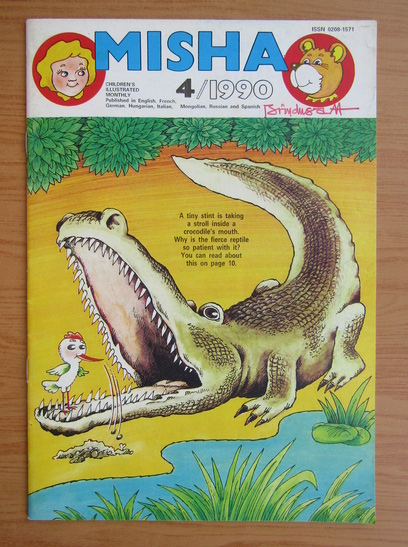 ISSN 0208-1571
MISHA
CHILDREN'S
ILLUSTRATED
MONTHLY
4/1990
Published in English, French,
German, Hungarian, Italian, Mongolian, Russian and Spanish
A tiny stint is taking
a stroll inside a
crocodile's mouth.
Why is the fierce reptile
so patient with it?
You can read about
this on page 10.